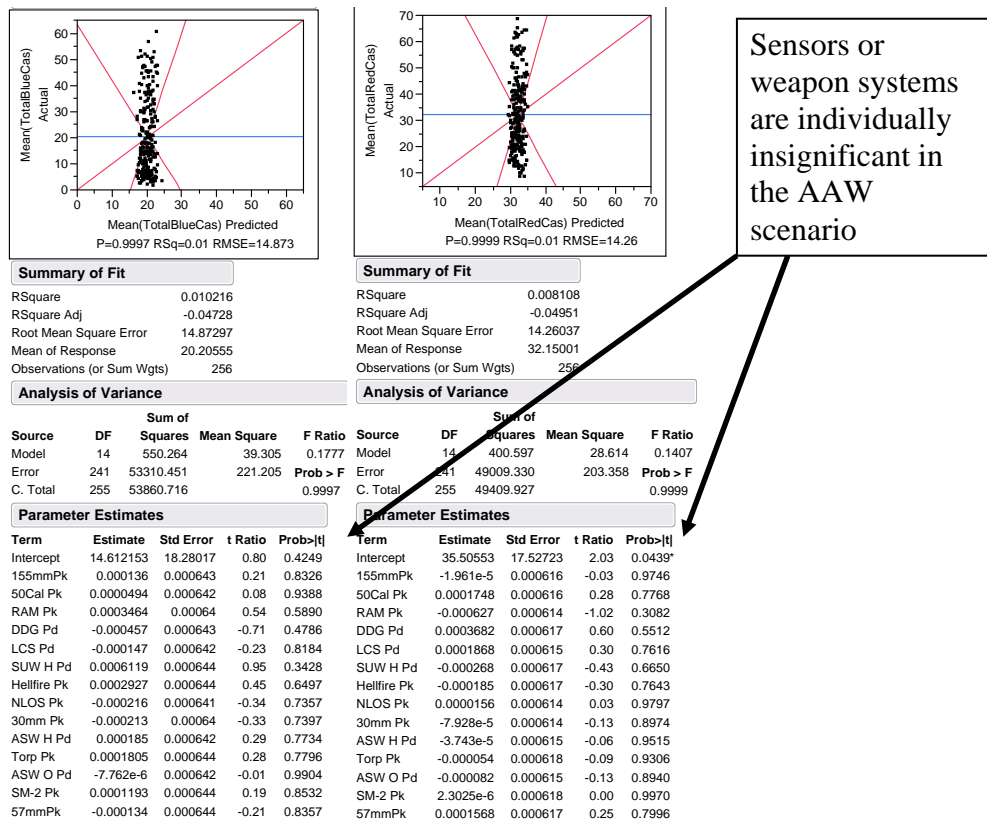 60
50
40
30
20
10
0
Mean(TotalBlueCas)
Actual
0 10 20 30 40 50 60
Mean(TotalBlueCas) Predicted
P=0.9997 RSq=0.01 RMSE=14.873
70
60
50
40
30
20
10
Mean(TotalRedCas)
Actual
10 20 30 40 50 60 70
Mean(TotalRedCas) Predicted
P=0.9999 RSq=0.01 RMSE=14.26
Sensors or
weapon systems
are individually
insignificant in
the AAW
scenario
Summary of Fit
RSquare 0.010216
RSquare Adj -0.04728
Root Mean Square Error 14.87297
Mean of Response 20.20555
Observations (or Sum Wgts) 256
Analysis of Variance
Sum of
Source DF Squares Mean Square F Ratio
Model 14 550.264 39.305 0.1777
Error 241 53310.451 221.205 Prob > F
C. Total 255 53860.716 0.9997
Parameter Estimates
Term Estimate Std Error t Ratio Prob>|t|
Intercept 14.612153 18.28017 0.80 0.4249
155mmPk 0.000136 0.000643 0.21 0.8326
50Cal Pk 0.0000494 0.000642 0.08 0.9388
RAM Pk 0.0003464 0.00064 0.54 0.5890
DDG Pd -0.000457 0.000643 -0.71 0.4786
LCS Pd -0.000147 0.000642 -0.23 0.8184
SUW H Pd 0.0006119 0.000644 0.95 0.3428
Hellfire Pk 0.0002927 0.000644 0.45 0.6497
NLOS Pk -0.000216 0.000641 -0.34 0.7357
30mm Pk -0.000213 0.00064 -0.33 0.7397
ASW H Pd 0.000185 0.000642 0.29 0.7734
Torp Pk 0.0001805 0.000644 0.28 0.7796
ASW O Pd -7.762e-6 0.000642 -0.01 0.9904
SM-2 Pk 0.0001193 0.000644 0.19 0.8532
57mmPk -0.000134 0.000644 -0.21 0.8357
Summary of Fit
RSquare 0.008108
RSquare Adj -0.04951
Root Mean Square Error 14.26037
Mean of Response 32.15001
Observations (or Sum Wgts) 256
Analysis of Variance
Sum of
Source DF Squares Mean Square F Ratio
Model 14 400.597 28.614 0.1407
Error 241 49009.330 203.358 Prob > F
C. Total 255 49409.927 0.9999
Parameter Estimates
Term Estimate Std Error t Ratio Prob>|t|
Intercept 35.50553 17.52723 2.03 0.0439*
155mmPk -1.961e-5 0.000616 -0.03 0.9746
50Cal Pk 0.0001748 0.000616 0.28 0.7768
RAM Pk -0.000627 0.000614 -1.02 0.3082
DDG Pd 0.0003682 0.000617 0.60 0.5512
LCS Pd 0.0001868 0.000615 0.30 0.7616
SUW H Pd -0.000268 0.000617 -0.43 0.6650
Hellfire Pk -0.000185 0.000617 -0.30 0.7643
NLOS Pk 0.0000156 0.000614 0.03 0.9797
30mm Pk -7.928e-5 0.000614 -0.13 0.8974
ASW H Pd -3.743e-5 0.000615 -0.06 0.9515
Torp Pk -0.000054 0.000618 -0.09 0.9306
ASW O Pd -0.000082 0.000615 -0.13 0.8940
SM-2 Pk 2.3025e-6 0.000618 0.00 0.9970
57mmPk 0.0001568 0.000617 0.25 0.7996